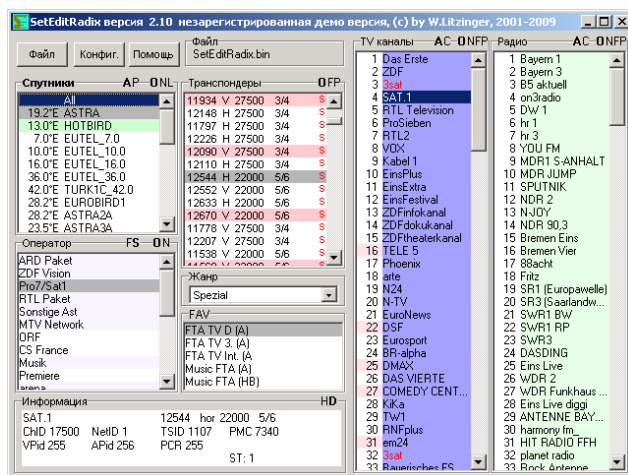 SetEditRadix версия 2.10 незарегистрированная демо версия, (c) by W.Litzinger, 2001-2009
Файл
Конфиг.
Помощь
Файл
SetEditRadix.bin
Спутники A P - O N L
All
19.2°E ASTRA
13.0°E HOTBIRD
7.0°E EUTEL_7.0
10.0°E EUTEL_10.0
16.0°E EUTEL_16.0
36.0°E EUTEL_36.0
42.0°E TURK1C_42.0
28.2°E EUROBIRD1
28.2°E ASTRA2A
23.5°E ASTRA3A
Транспондеры O F P
11934 V 27500 3/4 S
12148 H 27500 3/4 S
11797 H 27500 3/4 S
12226 H 27500 3/4 S
12090 V 27500 3/4 S
12110 H 27500 3/4 S
12544 H 22000 5/6 S
12552 V 22000 5/6 S
12633 H 22000 5/6 S
12670 V 22000 5/6 S
11778 V 27500 3/4 S
12207 V 27500 3/4 S
11538 V 22000 5/6 S
Оператор F S - O N
ARD Paket
ZDF Vision
Pro7/Sat1
RTL Paket
Sonstige Ast
MTV Network
ORF
CS France
Musik
Premiere
arena
Жанр
Spezial
FAV
FTA TV D (A)
FTA TV 3. (A)
FTA TV Int. (A
Music FTA (A)
Music FTA (HB)
Информация HD
SAT.1 12544 hor 22000 5/6
ChID 17500 NetID 1 TSID 1107 PMC 7340
VPid 255 APid 256 PCR 255
ST: 1
TV каналы A C - O N F P
1 Das Erste
2 ZDF
3 3sat
4 SAT.1
5 RTL Television
6 ProSieben
7 RTL2
8 VOX
9 Kabel 1
10 EinsPlus
11 EinsExtra
12 EinsFestival
13 ZDFinfokanal
14 ZDFdokukanal
15 ZDFtheaterkanal
16 TELE 5
17 Phoenix
18 arte
19 N24
20 N-TV
21 EuroNews
22 DSF
23 Eurosport
24 BR-alpha
25 DMAX
26 DAS VIERTE
27 COMEDY CENT...
28 KiKa
29 TW1
30 RNFplus
31 em24
32 3sat
33 Bayerisches FS
Радио A C - O N F P
1 Bayern 1
2 Bayern 3
3 B5 aktuell
4 on3radio
5 DW 1
6 hr 1
7 hr 3
8 YOU FM
9 MDR1 S-ANHALT
10 MDR JUMP
11 SPUTNIK
12 NDR 2
13 N-JOY
14 NDR 90,3
15 Bremen Eins
16 Bremen Vier
17 88acht
18 Fritz
19 SR1 (Europawelle)
20 SR3 (Saarlandw...
21 SWR1 BW
22 SWR1 RP
23 SWR3
24 DASDING
25 Eins Live
26 WDR 2
27 WDR Funkhaus ...
28 Eins Live diggi
29 ANTENNE BAY...
30 harmony fm_
31 HIT RADIO FFH
32 planet radio
33 Rock Antenne